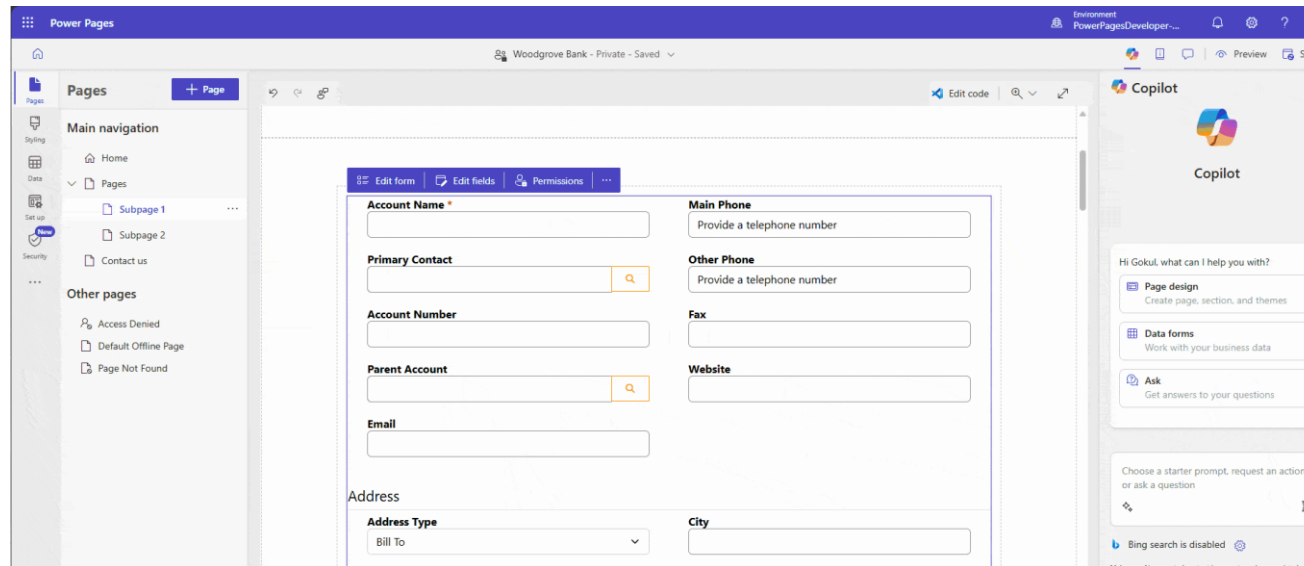 Power Pages
Environment
PowerPagesDeveloper-...
?
Woodgrove Bank - Private - Saved
Preview
Pages
Styling
Data
Set up
New
Security
...
Pages
+ Page
Main navigation
Home
Pages
Subpage 1 ...
Subpage 2
Contact us
Other pages
Access Denied
Default Offline Page
Page Not Found
Edit code
Edit form
Edit fields
Permissions
...
Account Name *
Main Phone
Provide a telephone number
Primary Contact
Other Phone
Provide a telephone number
Account Number
Fax
Parent Account
Website
Email
Address
Address Type
Bill To
City
Copilot
Copilot
Hi Gokul, what can I help you with?
Page design
Create page, section, and themes
Data forms
Work with your business data
Ask
Get answers to your questions
Choose a starter prompt, request an action
or ask a question
Bing search is disabled